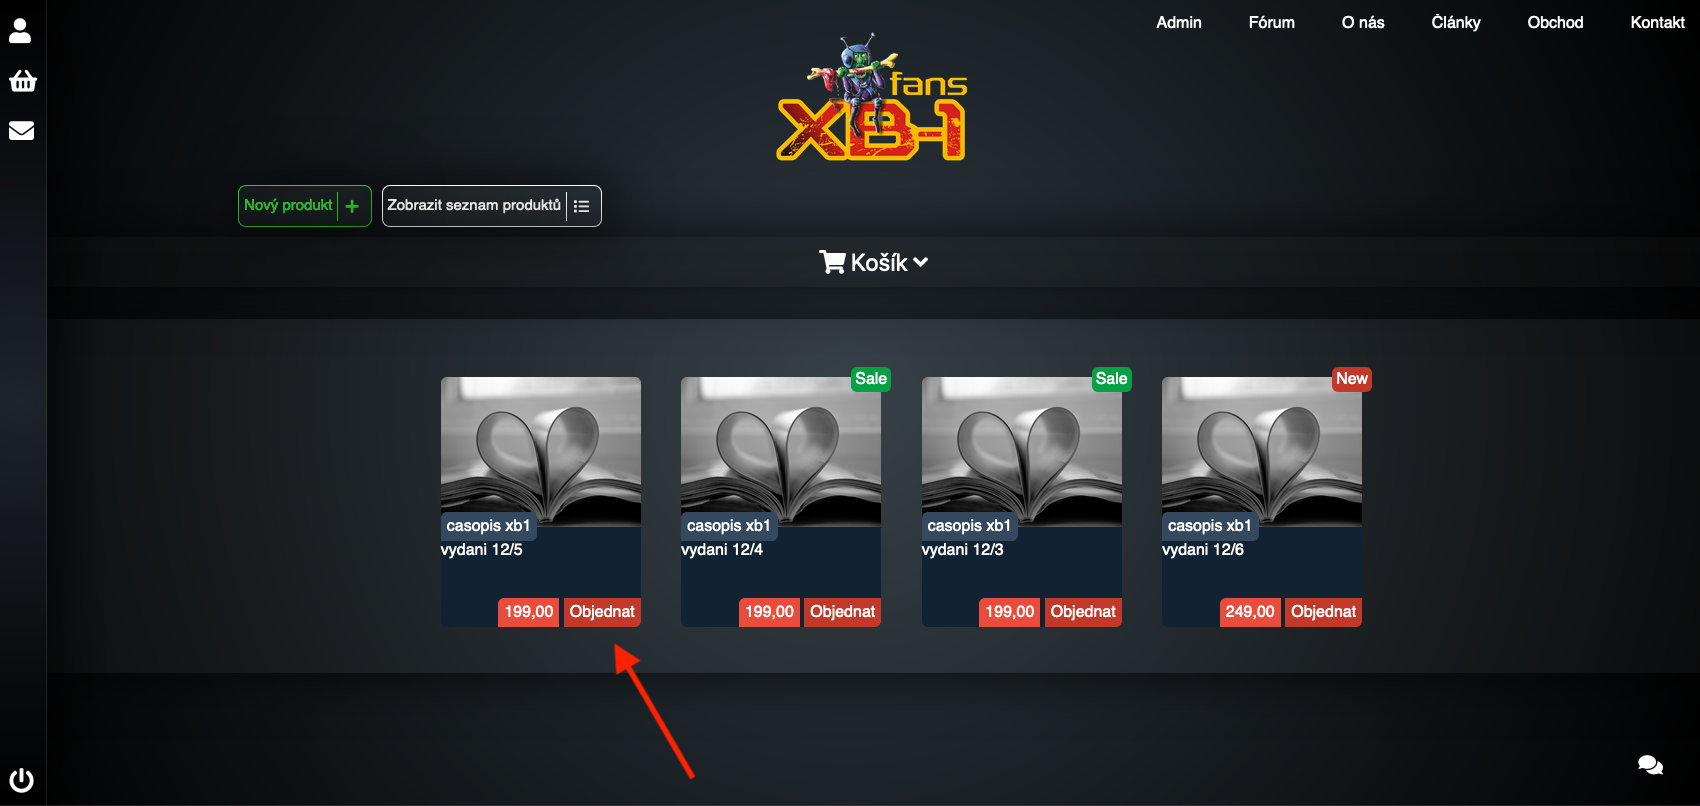 Admin Fórum O nás Články Obchod Kontakt
fans
XB-1
Nový produkt Zobrazit seznam produktů
Košík
Sale
Sale
New
casopis xb1
vydani 12/5
199,00 Objednat
casopis xb1
vydani 12/4
199,00 Objednat
casopis xb1
vydani 12/3
199,00 Objednat
casopis xb1
vydani 12/6
249,00 Objednat